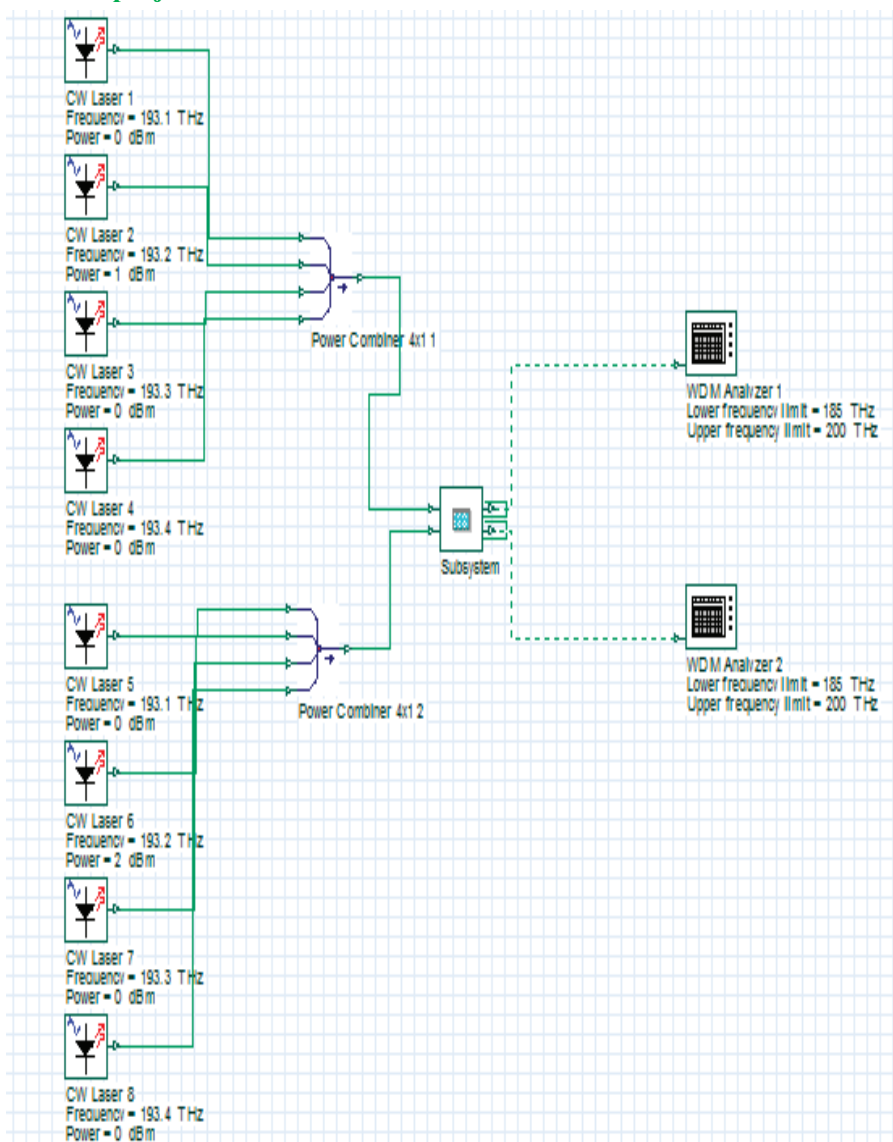 CW Laser 1
Frequency = 193.1 THz
Power = 0 dBm
CW Laser 2
Frequency = 193.2 THz
Power = 1 dBm
CW Laser 3
Frequency = 193.3 THz
Power = 0 dBm
CW Laser 4
Frequency = 193.4 THz
Power = 0 dBm
Power Combiner 4x1 1
WDM Analyzer 1
Lower frequency limit = 185 THz
Upper frequency limit = 200 THz
Subsystem
CW Laser 5
Frequency = 193.1 THz
Power = 0 dBm
CW Laser 6
Frequency = 193.2 THz
Power = 2 dBm
CW Laser 7
Frequency = 193.3 THz
Power = 0 dBm
CW Laser 8
Frequency = 193.4 THz
Power = 0 dBm
Power Combiner 4x1 2
WDM Analyzer 2
Lower frequency limit = 185 THz
Upper frequency limit = 200 THz